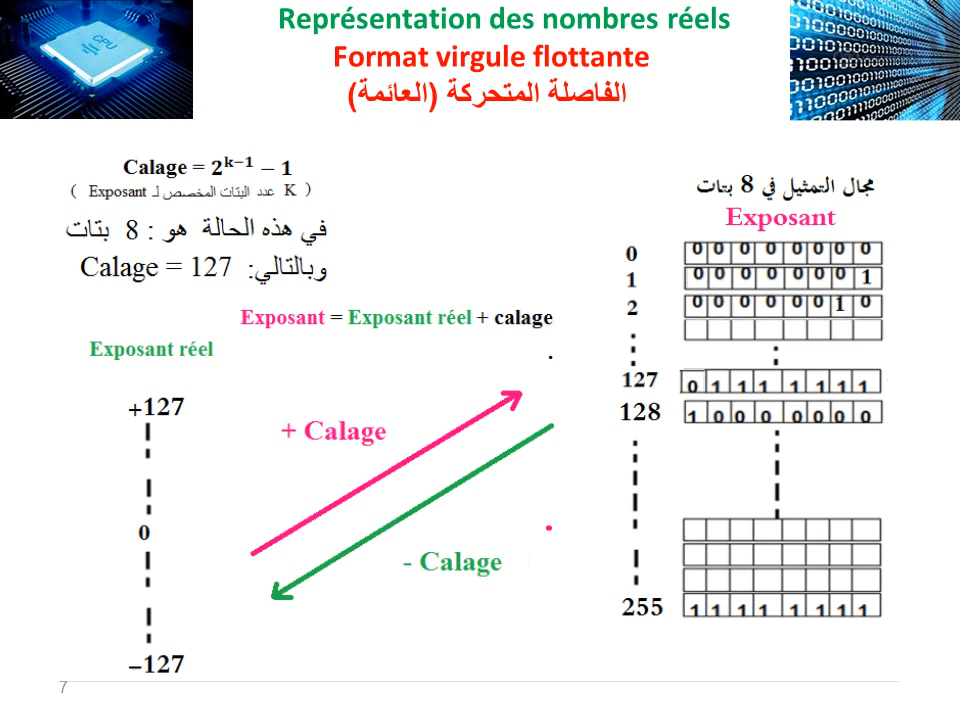 Représentation des nombres réels
Format virgule flottante
الفاصلة المتحركة (العائمة)
CPU
Calage = 2^{k−1} − 1
( K عدد البتات المخصص لـ Exposant )
في هذه الحالة هو : 8 بتات
وبالتالي: Calage = 127
Exposant = Exposant réel + calage
Exposant réel
+127
0
−127
+ Calage
- Calage
مجال التمثيل في 8 بتات
Exposant
0 0 0 0 0 0 0 0 0
1 0 0 0 0 0 0 0 1
2 0 0 0 0 0 0 1 0
127 0 1 1 1 1 1 1 1
128 1 0 0 0 0 0 0 0
255 1 1 1 1 1 1 1 1
7